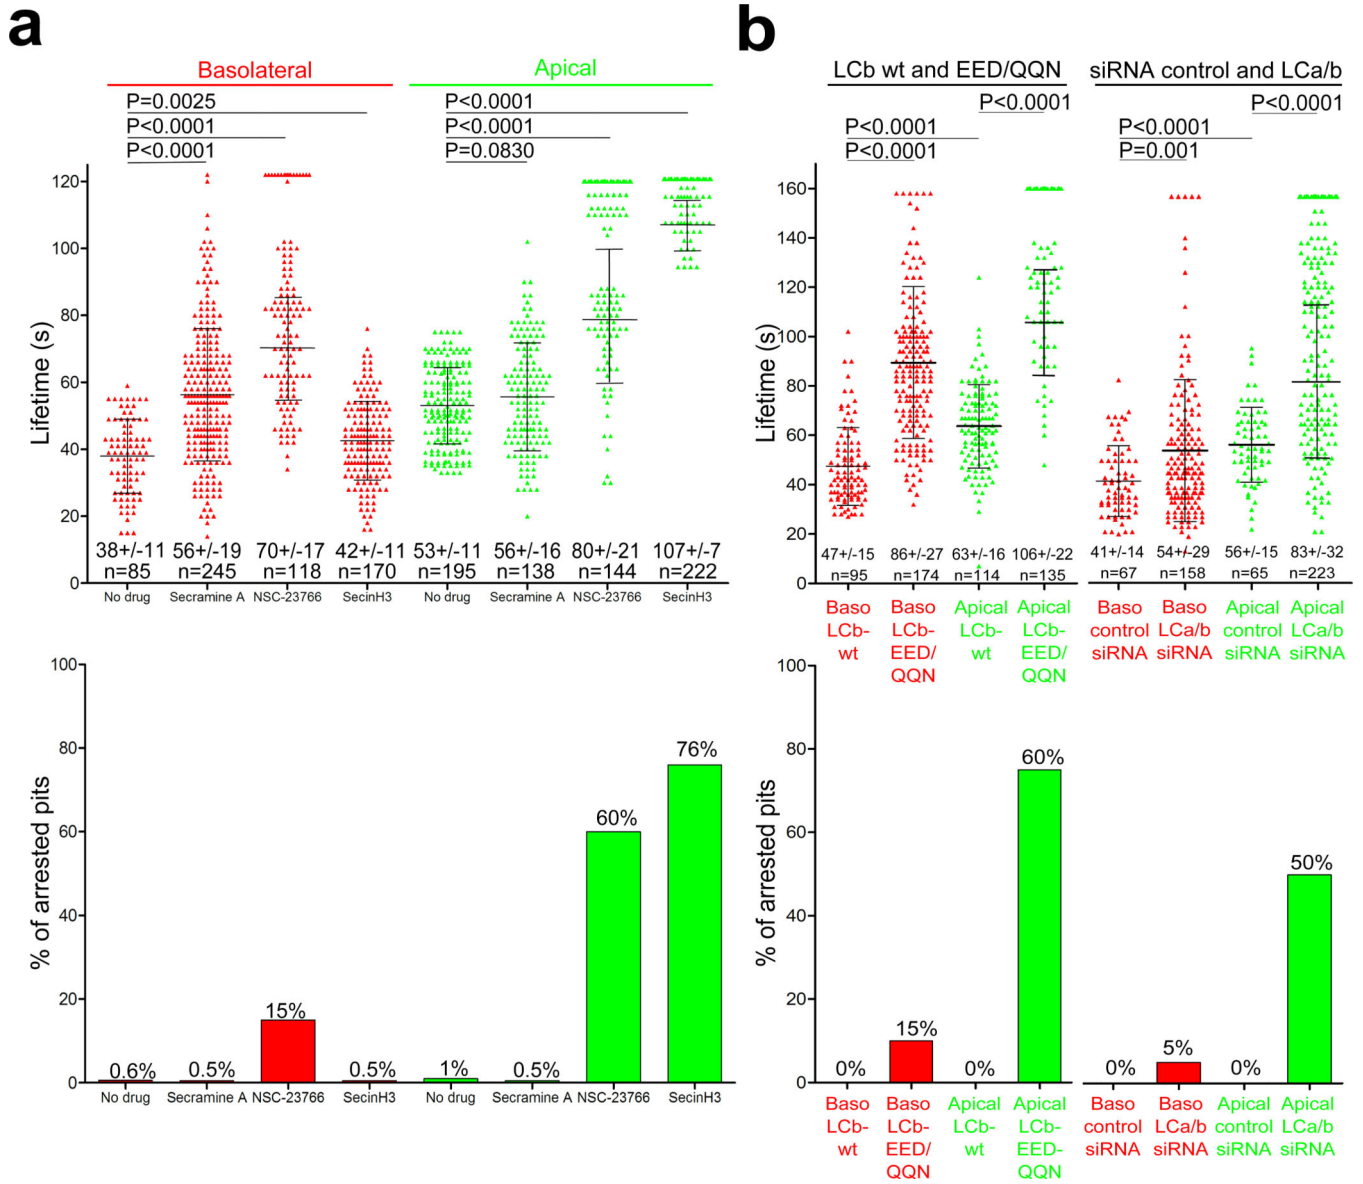 a
Basolateral
Apical
P=0.0025
P<0.0001
P<0.0001
P<0.0001
P<0.0001
P=0.0830
Lifetime (s)
120
100
80
60
40
20
0
38+/-11 56+/-19 70+/-17 42+/-11 53+/-11 56+/-16 80+/-21 107+/-7
n=85 n=245 n=118 n=170 n=195 n=138 n=144 n=222
No drug Secramine A NSC-23766 SecinH3 No drug Secramine A NSC-23766 SecinH3
% of arrested pits
100
80
60
40
20
0
0.6% 0.5% 15% 0.5% 1% 0.5% 60% 76%
No drug Secramine A NSC-23766 SecinH3 No drug Secramine A NSC-23766 SecinH3
b
LCb wt and EED/QQN
siRNA control and LCa/b
P<0.0001
P<0.0001
P<0.0001
P<0.0001
P<0.0001
P=0.001
Lifetime (s)
160
140
120
100
80
60
40
20
0
47+/-15 86+/-27 63+/-16 106+/-22 41+/-14 54+/-29 56+/-15 83+/-32
n=95 n=174 n=114 n=135 n=67 n=158 n=65 n=223
Baso Baso Apical Apical Baso Baso Apical Apical
LCb- LCb- LCb- LCb- control LCa/b control LCa/b
wt EED/ wt EED/ siRNA siRNA siRNA siRNA
QQN QQN
% of arrested pits
100
80
60
40
20
0
0% 15% 0% 60% 0% 5% 0% 50%
Baso Baso Apical Apical Baso Baso Apical Apical
LCb- LCb- LCb- LCb- control LCa/b control LCa/b
wt EED/ wt EED- siRNA siRNA siRNA siRNA
QQN QQN